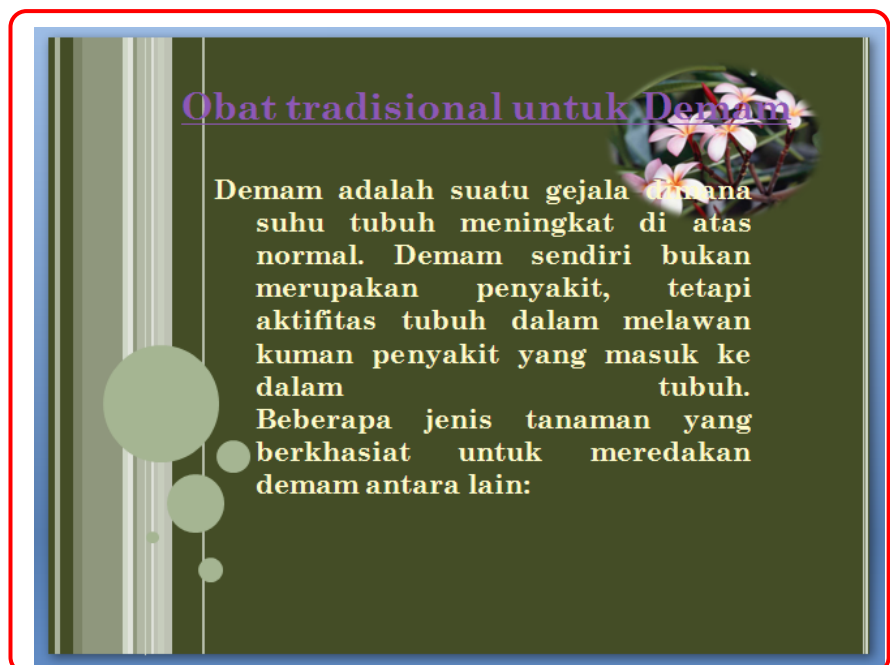 Obat tradisional untuk Demam
Demam adalah suatu gejala dimana
suhu tubuh meningkat di atas
normal. Demam sendiri bukan
merupakan penyakit, tetapi
aktifitas tubuh dalam melawan
kuman penyakit yang masuk ke
dalam tubuh.
Beberapa jenis tanaman yang
berkhasiat untuk meredakan
demam antara lain: